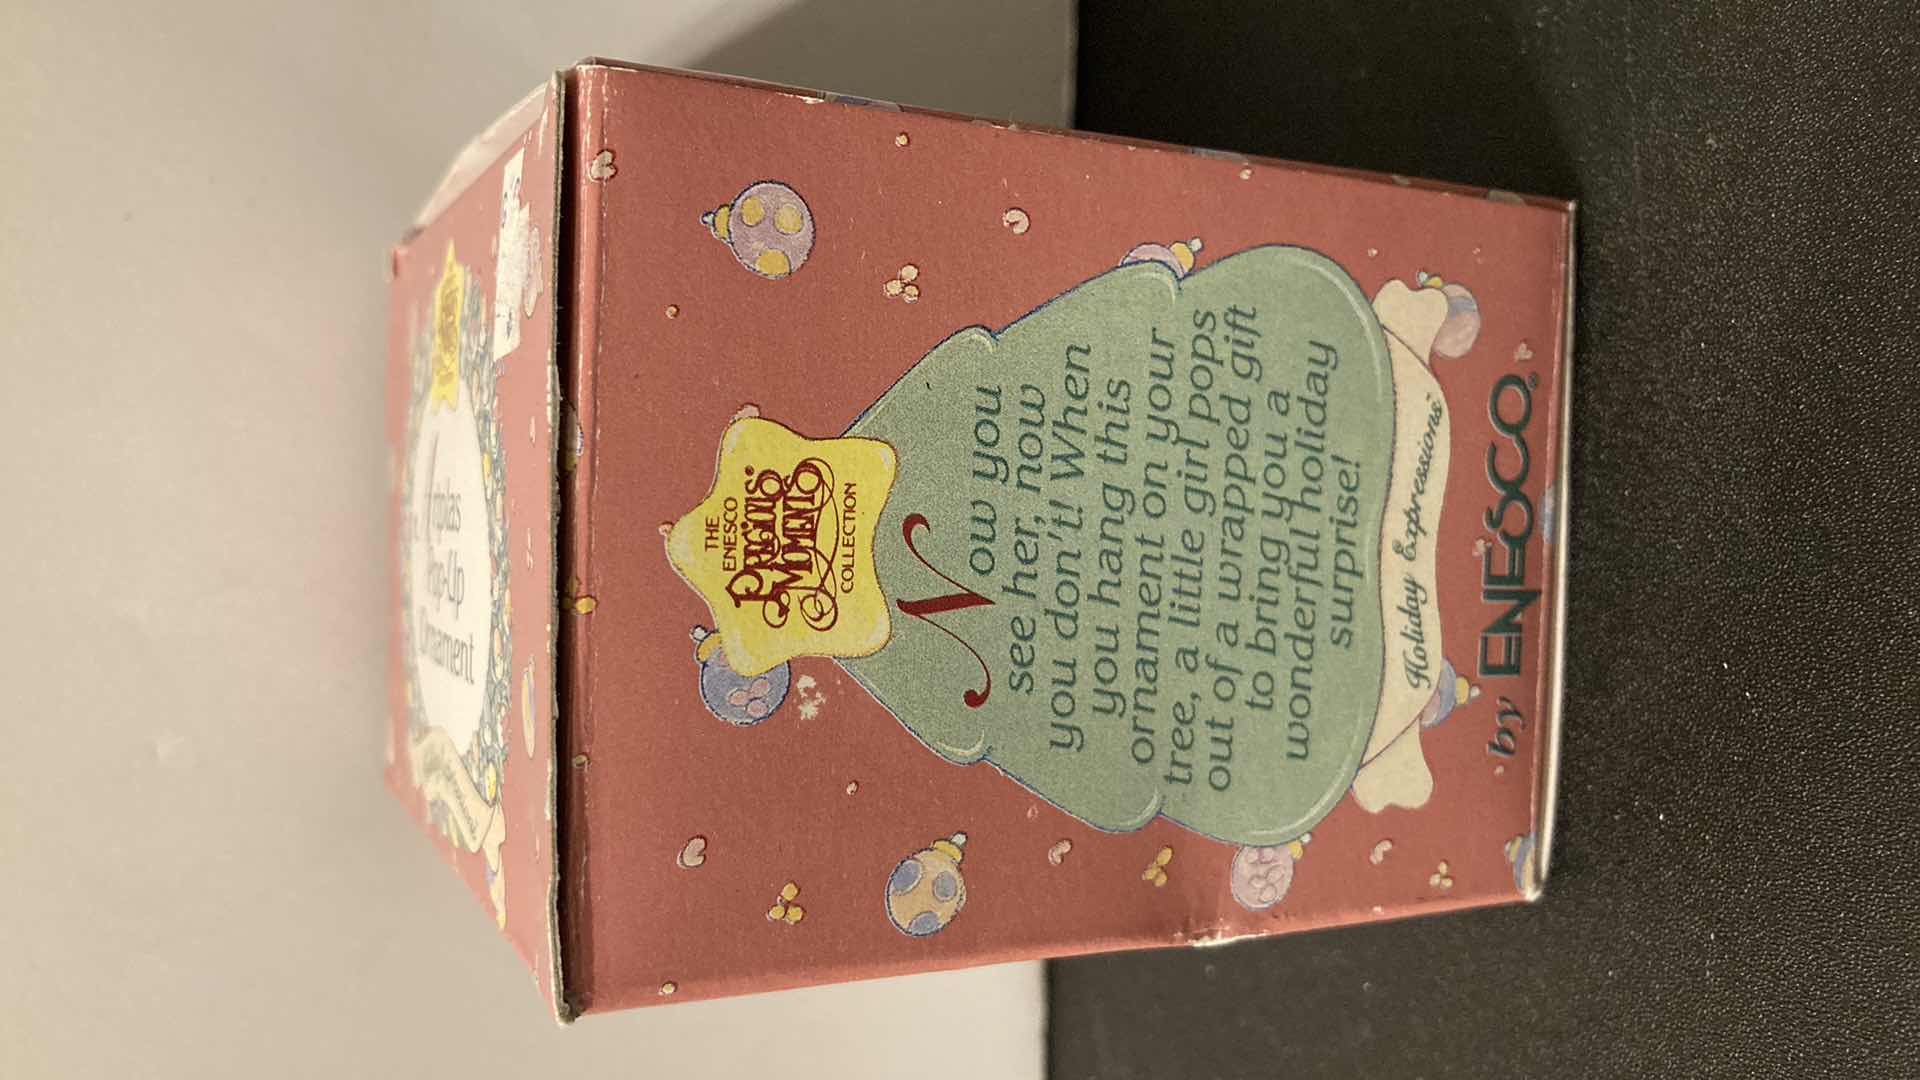 Artplas
Pop-Up
Ornament
THE
ENESCO
PRECIOUS
MOMENTS®
COLLECTION
Now you
see her, now
you don't! When
you hang this
ornament on your
tree, a little girl pops
out of a wrapped gift
to bring you a
wonderful holiday
surprise!
Holiday Expressions™
by ENESCO®